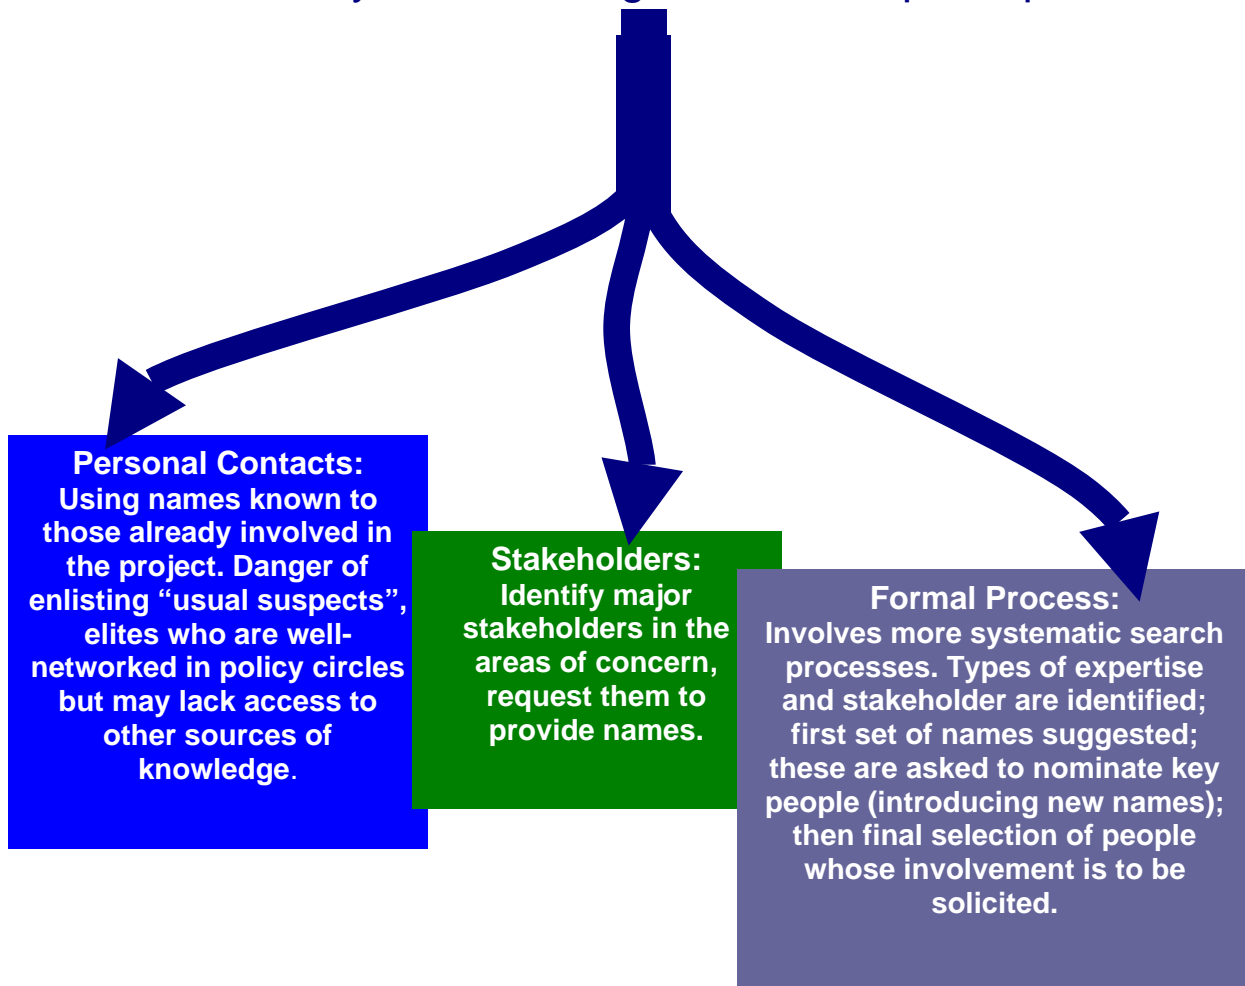 Personal Contacts:
Using names known to
those already involved in
the project. Danger of
enlisting “usual suspects”,
elites who are well-
networked in policy circles
but may lack access to
other sources of
knowledge.
Stakeholders:
Identify major
stakeholders in the
areas of concern,
request them to
provide names.
Formal Process:
Involves more systematic search
processes. Types of expertise
and stakeholder are identified;
first set of names suggested;
these are asked to nominate key
people (introducing new names);
then final selection of people
whose involvement is to be
solicited.